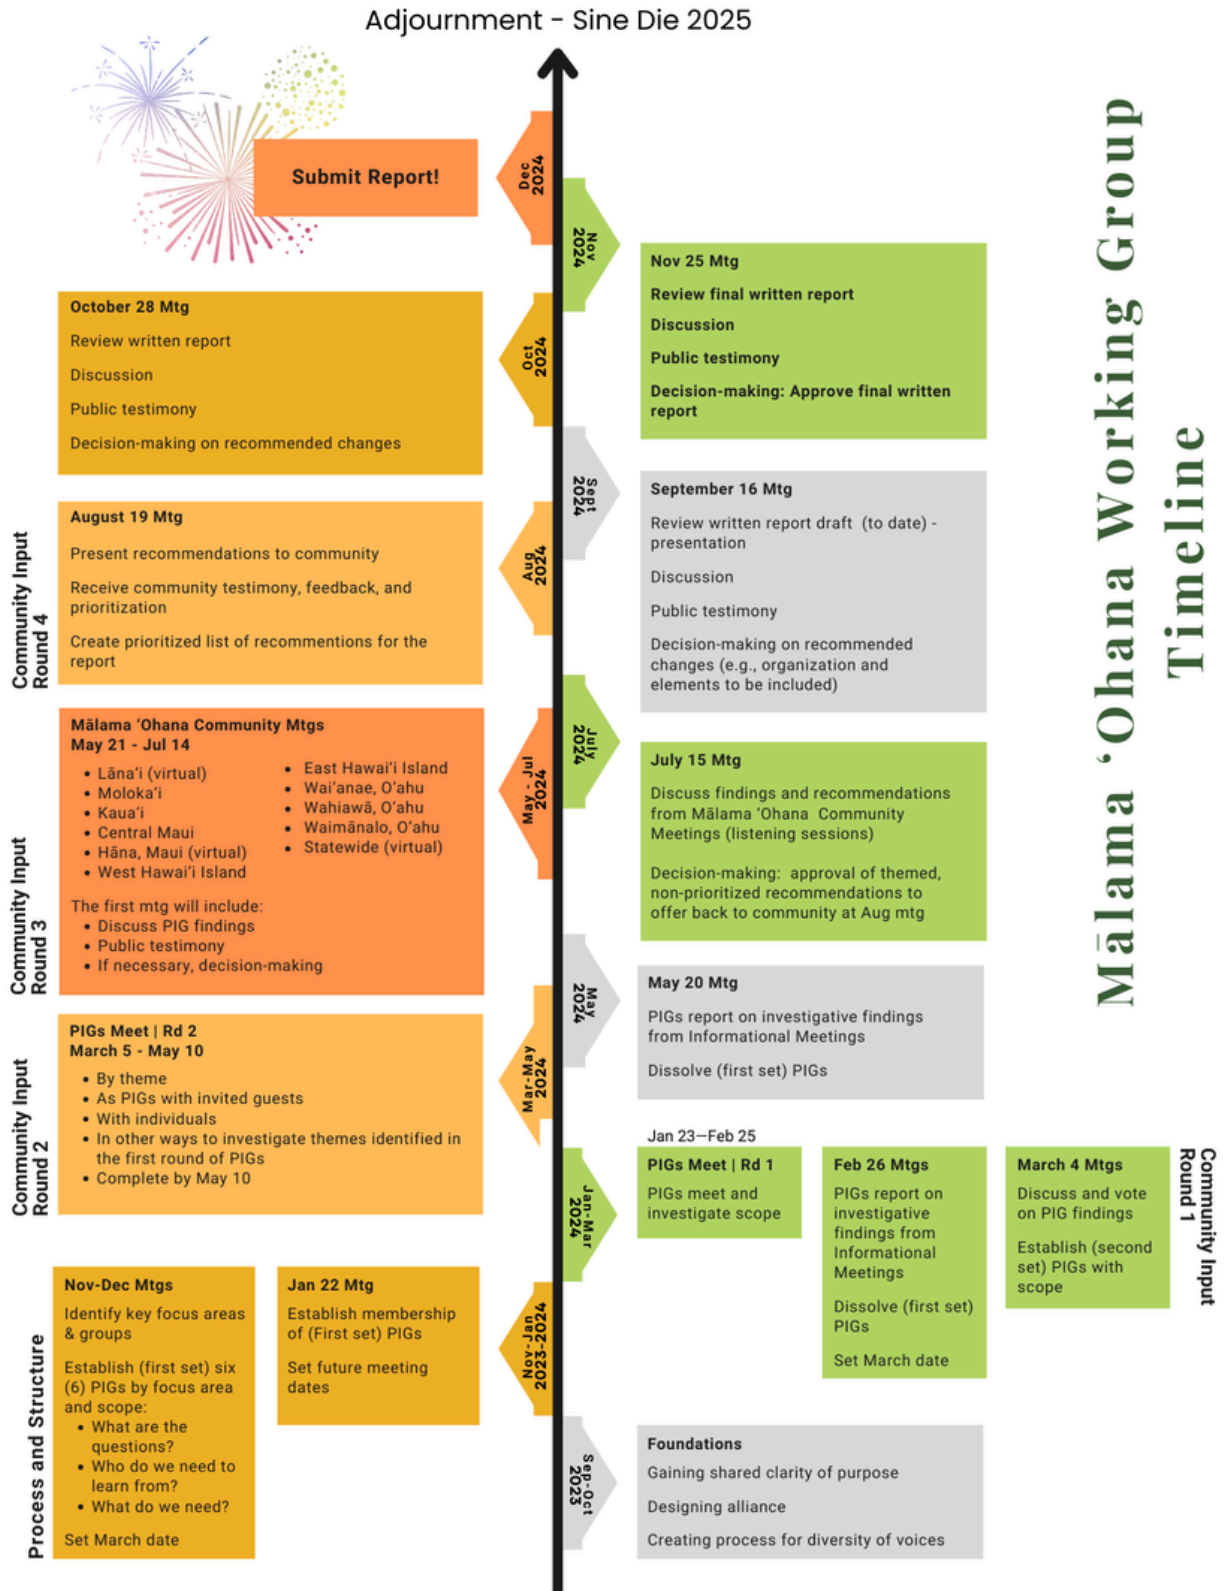 Adjournment - Sine Die 2025
Mālama ʻOhana Working Group
Timeline
Submit Report!
Dec
2024
Nov
2024
Nov 25 Mtg
Review final written report
Discussion
Public testimony
Decision-making: Approve final written
report
October 28 Mtg
Review written report
Discussion
Public testimony
Decision-making on recommended changes
Oct
2024
Sept
2024
September 16 Mtg
Review written report draft (to date) -
presentation
Discussion
Public testimony
Decision-making on recommended
changes (e.g., organization and
elements to be included)
Community Input
Round 4
August 19 Mtg
Present recommendations to community
Receive community testimony, feedback, and
prioritization
Create prioritized list of recommentions for the
report
Aug
2024
July
2024
July 15 Mtg
Discuss findings and recommendations
from Mālama ʻOhana Community
Meetings (listening sessions)
Decision-making: approval of themed,
non-prioritized recommendations to
offer back to community at Aug mtg
Community Input
Round 3
Mālama ʻOhana Community Mtgs
May 21 - Jul 14
• Lānaʻi (virtual)
• Molokaʻi
• Kauaʻi
• Central Maui
• Hāna, Maui (virtual)
• West Hawaiʻi Island
• East Hawaiʻi Island
• Waiʻanae, Oʻahu
• Wahiawā, Oʻahu
• Waimānalo, Oʻahu
• Statewide (virtual)
The first mtg will include:
• Discuss PIG findings
• Public testimony
• If necessary, decision-making
May - Jul
2024
May
2024
May 20 Mtg
PIGs report on investigative findings
from Informational Meetings
Dissolve (first set) PIGs
Community Input
Round 2
PIGs Meet | Rd 2
March 5 - May 10
• By theme
• As PIGs with invited guests
• With individuals
• In other ways to investigate themes identified in
the first round of PIGs
• Complete by May 10
Mar-May
2024
Jan-Mar
2024
Jan 23—Feb 25
PIGs Meet | Rd 1
PIGs meet and
investigate scope
Feb 26 Mtgs
PIGs report on
investigative
findings from
Informational
Meetings
Dissolve (first set)
PIGs
Set March date
March 4 Mtgs
Discuss and vote
on PIG findings
Establish (second
set) PIGs with
scope
Community Input
Round 1
Process and Structure
Nov-Dec Mtgs
Identify key focus areas
& groups
Establish (first set) six
(6) PIGs by focus area
and scope:
• What are the
questions?
• Who do we need to
learn from?
• What do we need?
Set March date
Jan 22 Mtg
Establish membership
of (First set) PIGs
Set future meeting
dates
Nov-Jan
2023-2024
Sep-Oct
2023
Foundations
Gaining shared clarity of purpose
Designing alliance
Creating process for diversity of voices